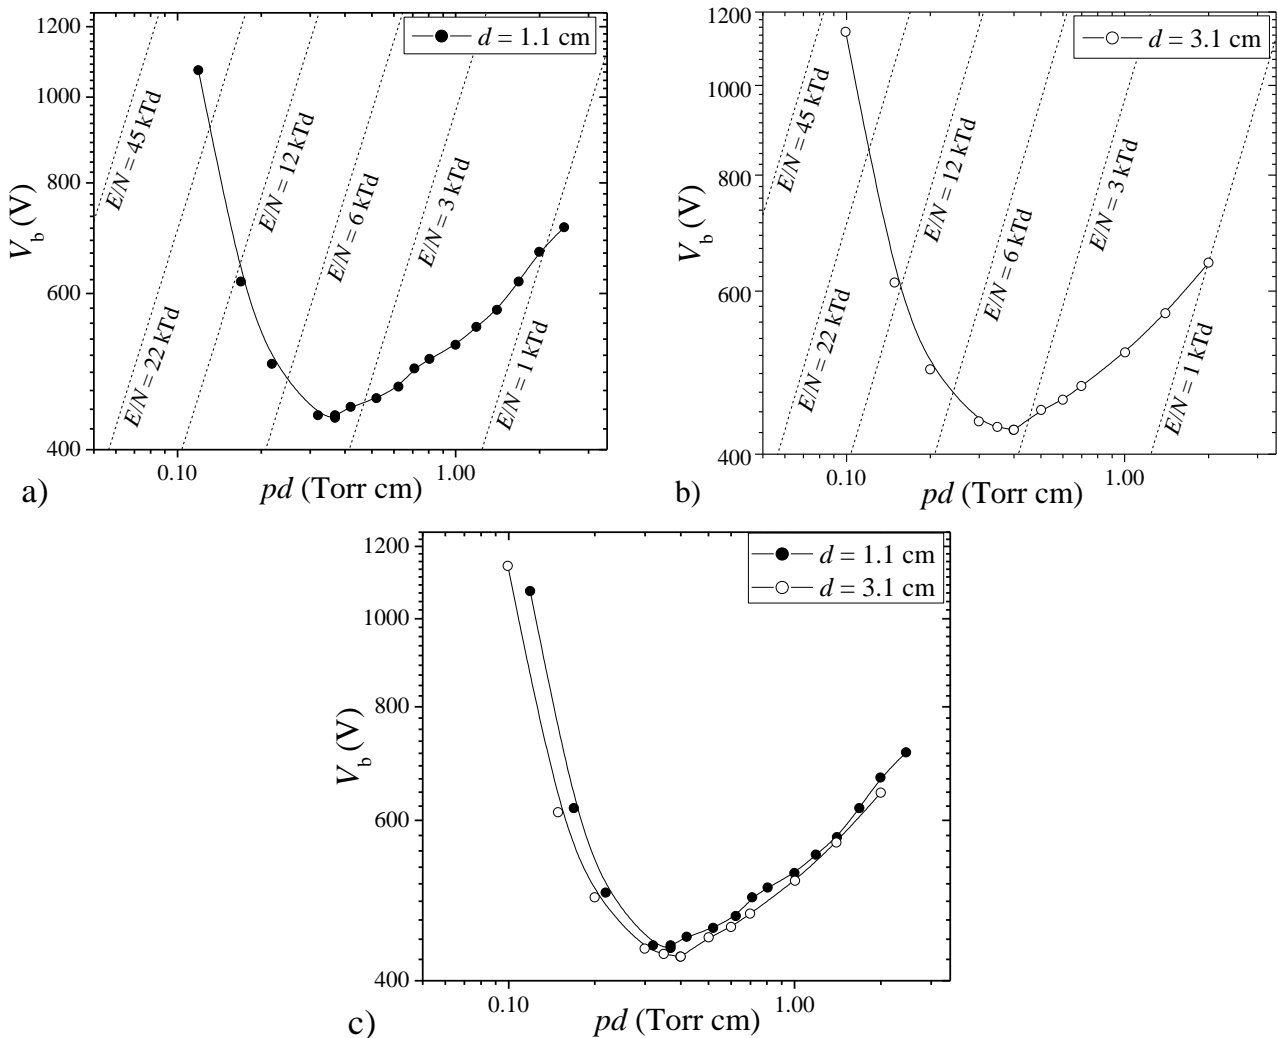 1200
1000
800
600
400
V_b (V)
d = 1.1 cm
E/N = 45 kTd
E/N = 22 kTd
E/N = 12 kTd
E/N = 6 kTd
E/N = 3 kTd
E/N = 1 kTd
0.10
1.00
a)
pd (Torr cm)
1200
1000
800
600
400
V_b (V)
d = 3.1 cm
E/N = 45 kTd
E/N = 22 kTd
E/N = 12 kTd
E/N = 6 kTd
E/N = 3 kTd
E/N = 1 kTd
0.10
1.00
b)
pd (Torr cm)
1200
1000
800
600
400
V_b (V)
d = 1.1 cm
d = 3.1 cm
0.10
1.00
c)
pd (Torr cm)